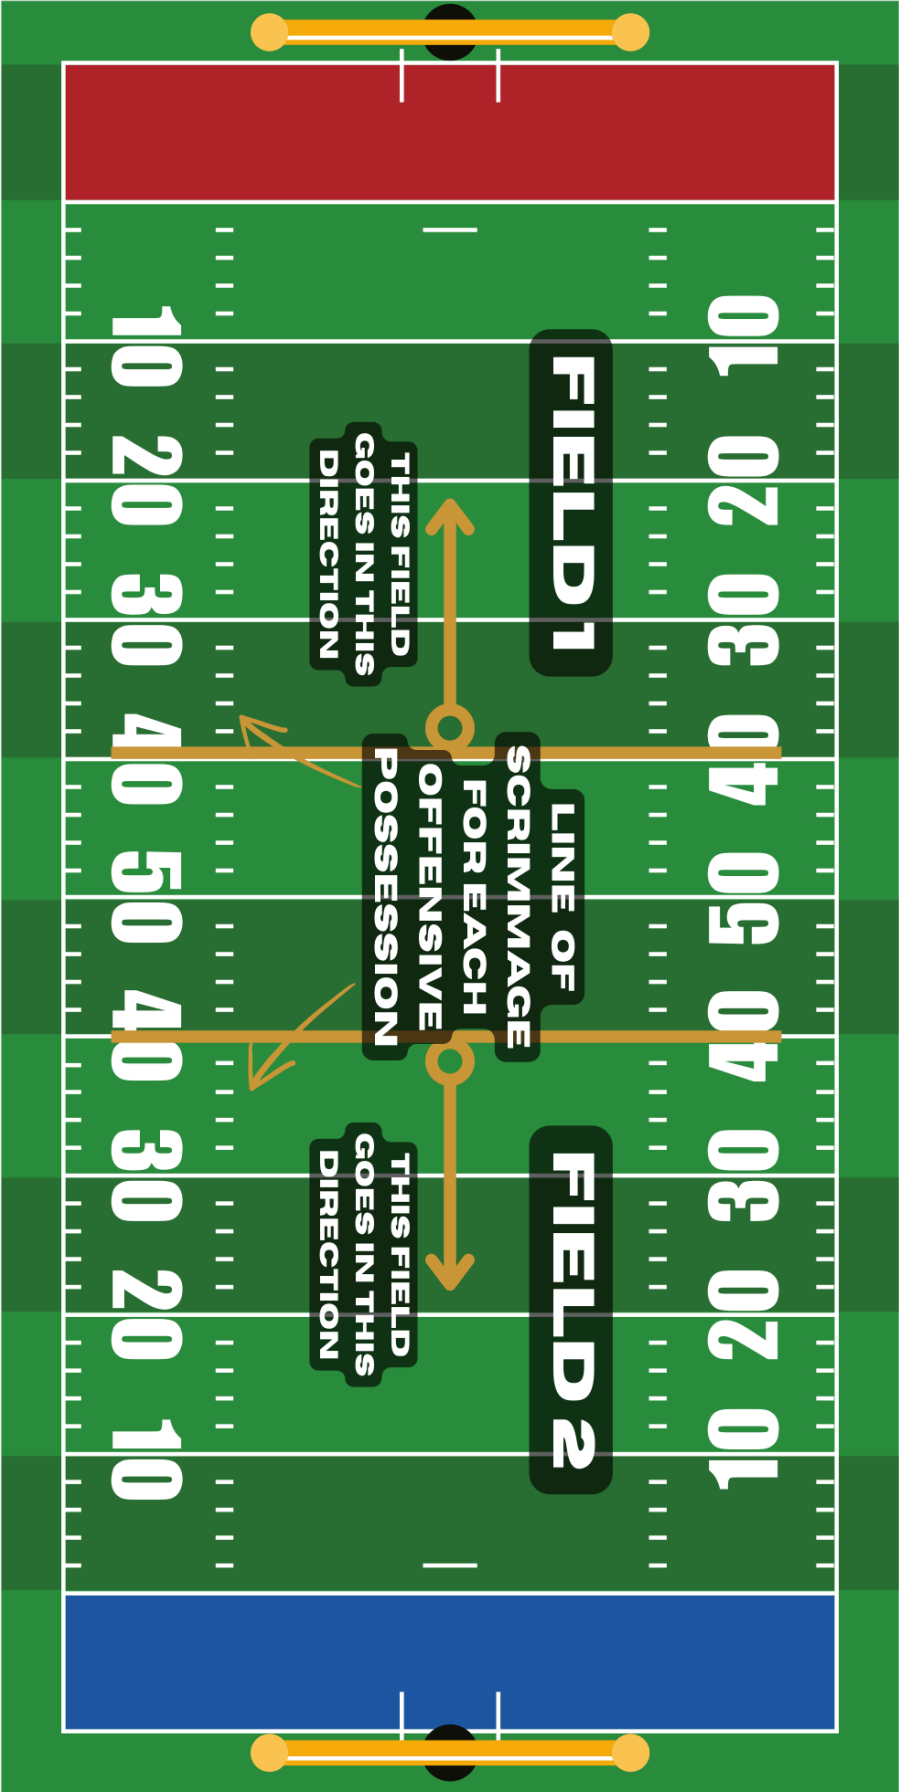 10 20 30 40 50 40 30 20 10
FIELD 1
FIELD 2
LINE OF
SCRIMMAGE
FOR EACH
OFFENSIVE
POSSESSION
THIS FIELD
GOES IN THIS
DIRECTION
THIS FIELD
GOES IN THIS
DIRECTION
10 20 30 40 50 40 30 20 10